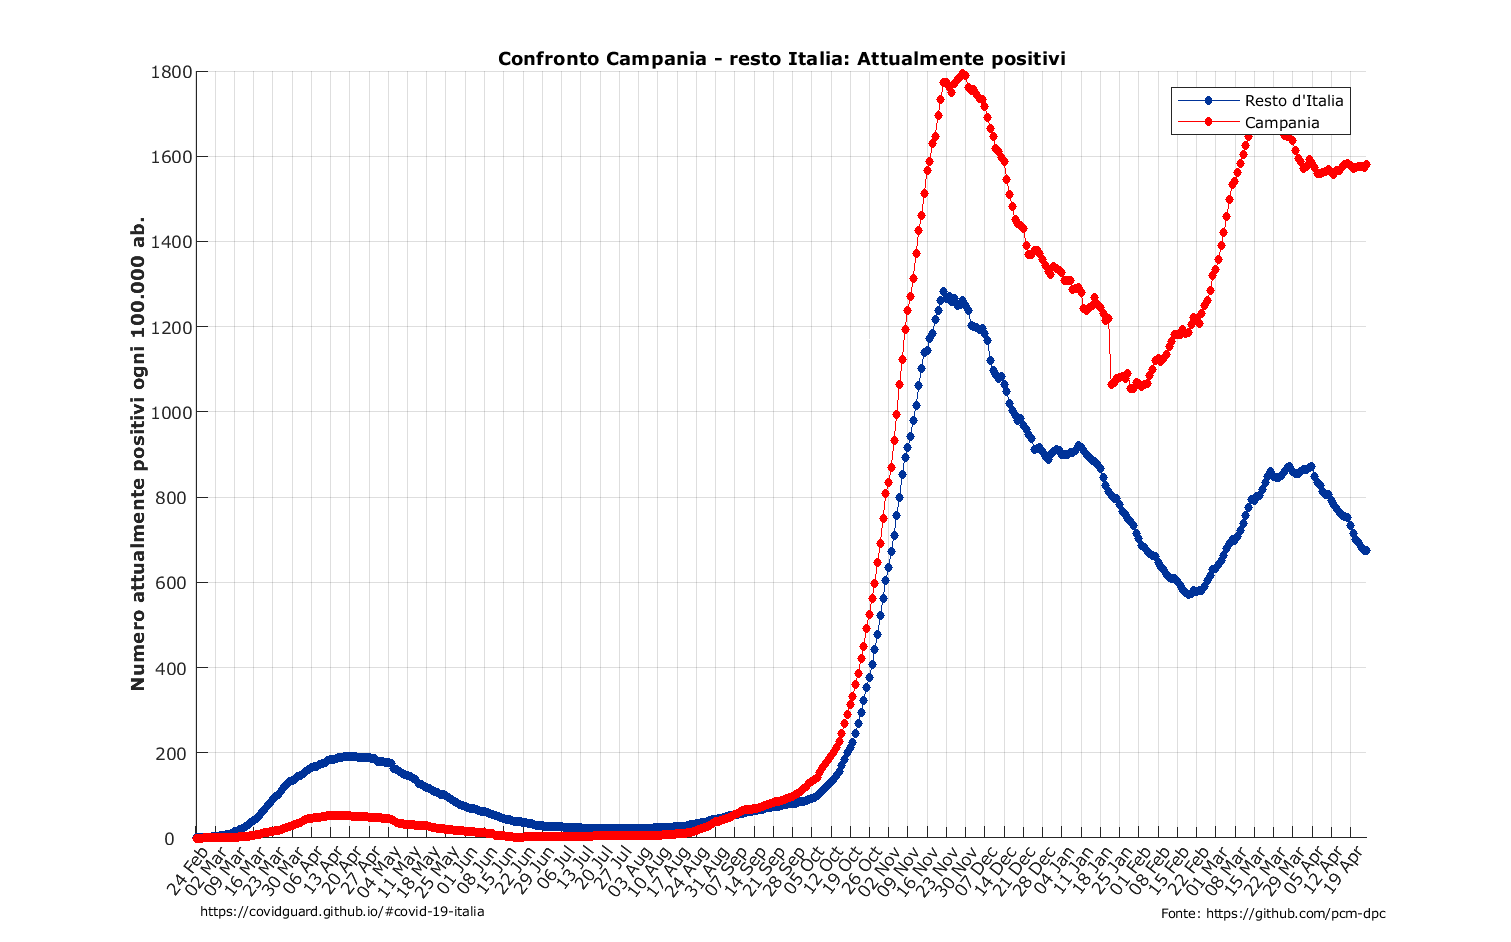 Confronto Campania - resto Italia: Attualmente positivi
Numero attualmente positivi ogni 100.000 ab.
1800
1600
1400
1200
1000
800
600
400
200
0
Resto d'Italia
Campania
24 Feb
02 Mar
09 Mar
16 Mar
23 Mar
30 Mar
06 Apr
13 Apr
20 Apr
27 Apr
04 May
11 May
18 May
25 May
01 Jun
08 Jun
15 Jun
22 Jun
29 Jun
06 Jul
13 Jul
20 Jul
27 Jul
03 Aug
10 Aug
17 Aug
24 Aug
31 Aug
07 Sep
14 Sep
21 Sep
28 Sep
05 Oct
12 Oct
19 Oct
26 Oct
02 Nov
09 Nov
16 Nov
23 Nov
30 Nov
07 Dec
14 Dec
21 Dec
28 Dec
04 Jan
11 Jan
18 Jan
25 Jan
01 Feb
08 Feb
15 Feb
22 Feb
01 Mar
08 Mar
15 Mar
22 Mar
29 Mar
05 Apr
12 Apr
19 Apr
https://covidguard.github.io/#covid-19-italia
Fonte: https://github.com/pcm-dpc